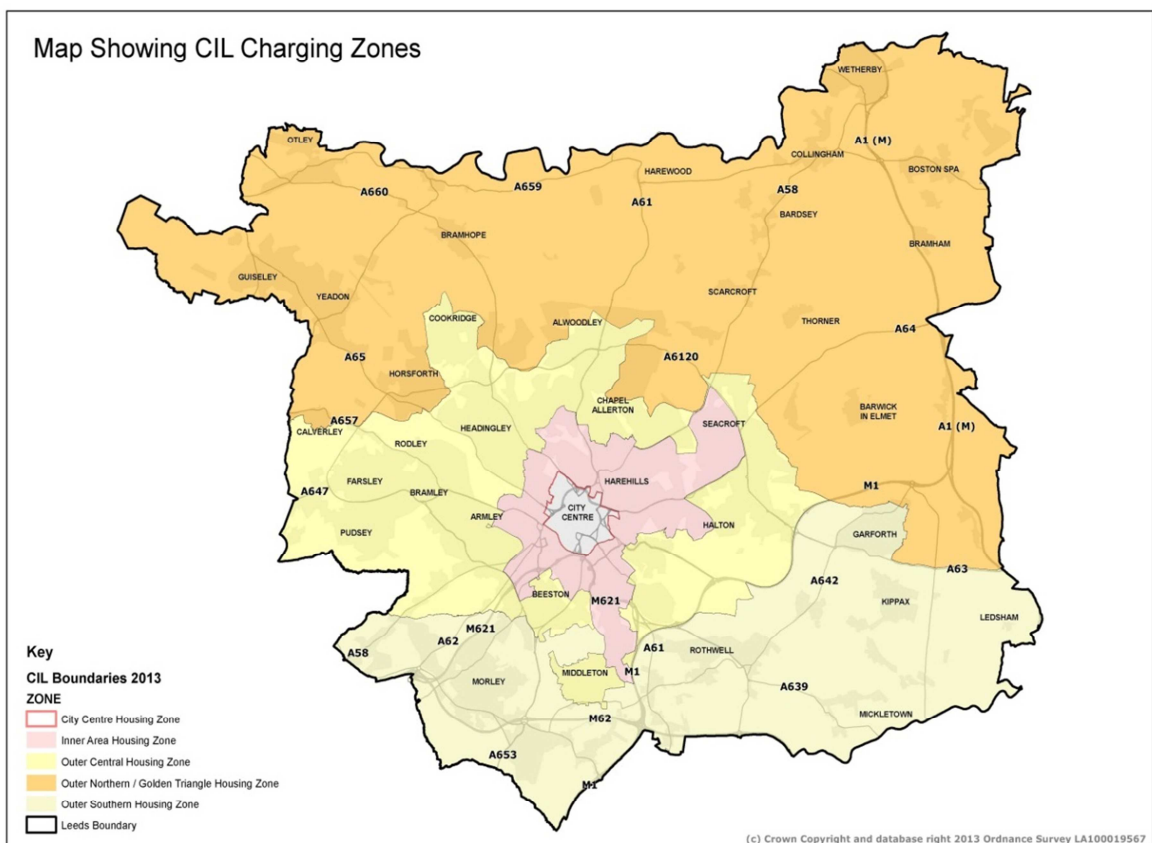 Map Showing CIL Charging Zones
WETHERBY
A1 (M)
OTLEY
COLLINGHAM
HAREWOOD
BOSTON SPA
A660
A659
A58
A61
BARDSEY
BRAMHOPE
BRAMHAM
GUISELEY
SCARCROFT
YEADON
COOKRIDGE
ALWOODLEY
THORNER
A64
A65
A6120
HORSFORTH
CHAPEL
ALLERTON
BARWICK
IN ELMET
A657
SEACROFT
A1 (M)
CALVERLEY
HEADINGLEY
RODLEY
FARSLEY
HAREHILLS
M1
A647
BRAMLEY
CITY
CENTRE
ARMLEY
HALTON
PUDSEY
GARFORTH
A63
A642
BEESTON
M621
KIPPAX
LEDSHAM
M621
A62
A61
ROTHWELL
A58
MIDDLETON
M1
MORLEY
A639
MICKLETOWN
M62
A653
M1
Key
CIL Boundaries 2013
ZONE
City Centre Housing Zone
Inner Area Housing Zone
Outer Central Housing Zone
Outer Northern / Golden Triangle Housing Zone
Outer Southern Housing Zone
Leeds Boundary
(c) Crown Copyright and database right 2013 Ordnance Survey LA100019567